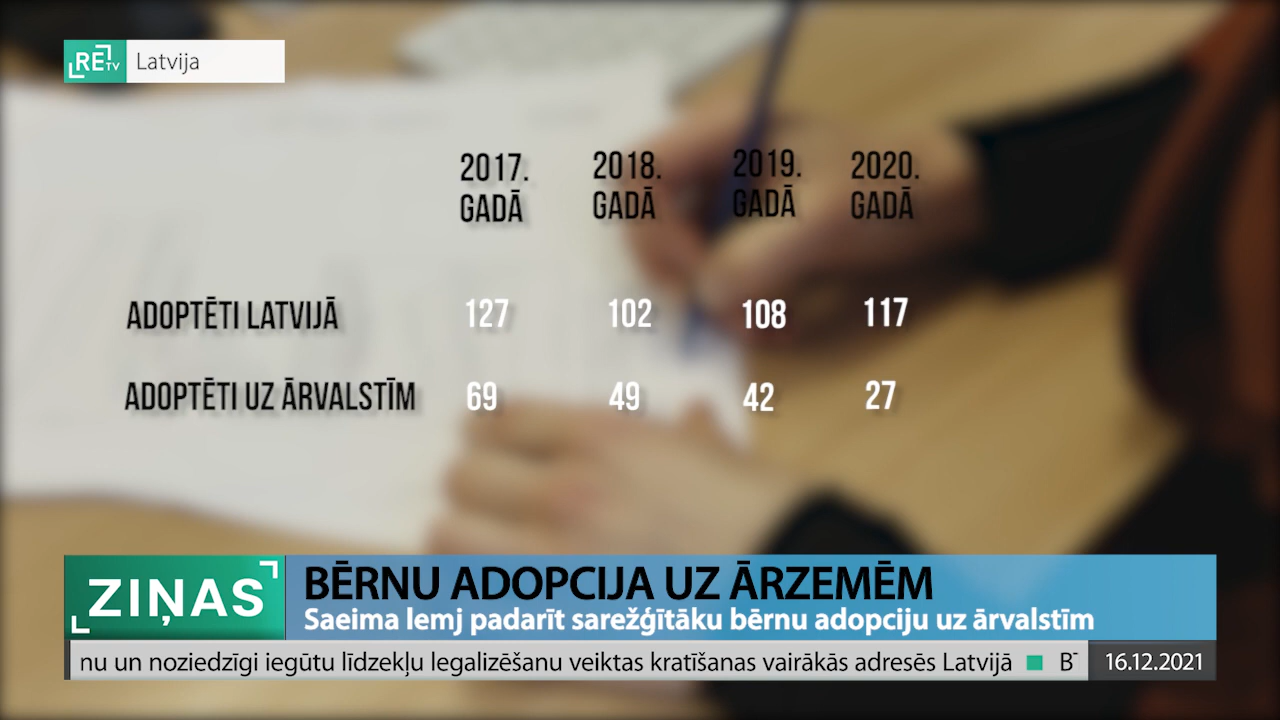 RE TV
Latvija
2017. GADĀ 2018. GADĀ 2019. GADĀ 2020. GADĀ
ADOPTĒTI LATVIJĀ 127 102 108 117
ADOPTĒTI UZ ĀRVALSTĪM 69 49 42 27
ZIŅAS
BĒRNU ADOPCIJA UZ ĀRZEMĒM
Saeima lemj padarīt sarežģītāku bērnu adopciju uz ārvalstīm
nu un noziedzīgi iegūtu līdzekļu legalizēšanu veiktas kratīšanas vairākās adresēs Latvijā
16.12.2021